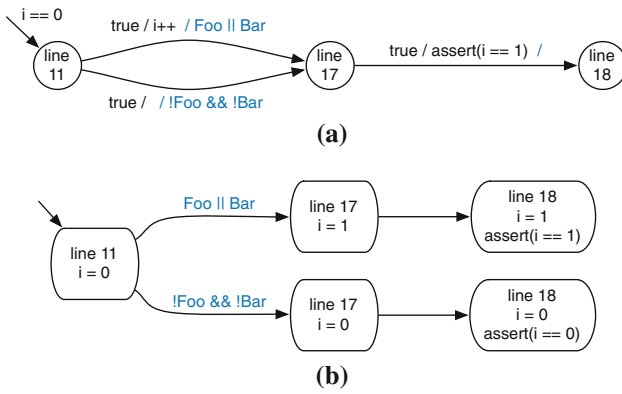 i == 0
true / i++ / Foo || Bar
line
11
true / / !Foo && !Bar
line
17
true / assert(i == 1) /
line
18
(a)
Foo || Bar
line 11
i = 0
line 17
i = 1
line 18
i = 1
assert(i == 1)
!Foo && !Bar
line 17
i = 0
line 18
i = 0
assert(i == 0)
(b)